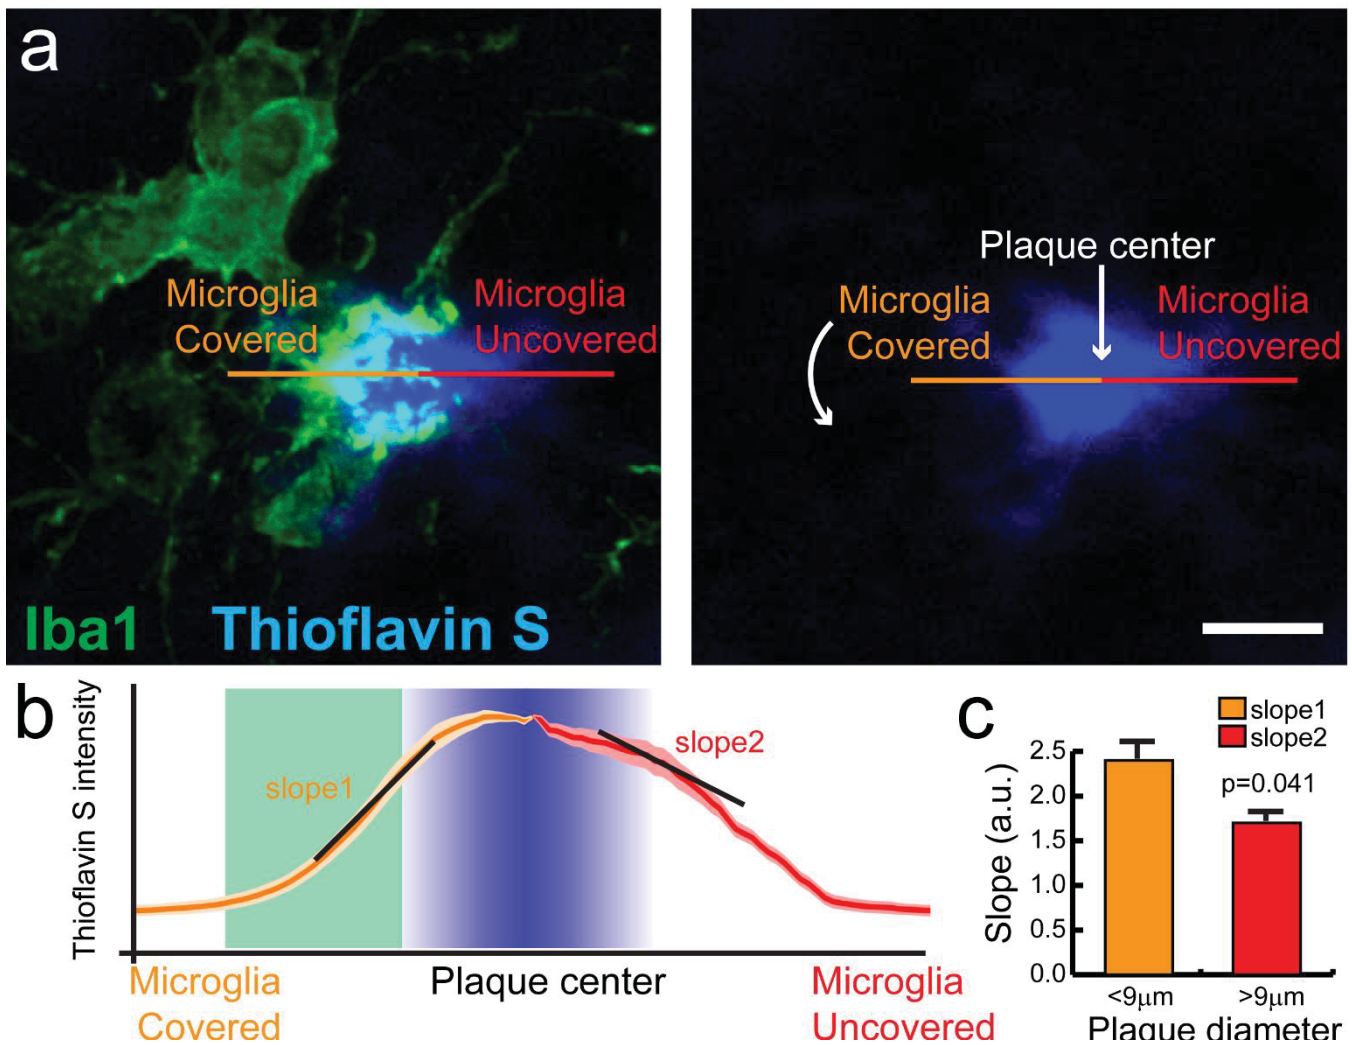 a
Microglia
Covered
Microglia
Uncovered
Iba1
Thioflavin S
Plaque center
Microglia
Covered
Microglia
Uncovered
b
Thioflavin S intensity
slope1
slope2
Microglia
Covered
Plaque center
Microglia
Uncovered
c
slope1
slope2
p=0.041
Slope (a.u.)
2.5
2.0
1.5
1.0
0.5
0.0
<9μm
>9μm
Plaque diameter